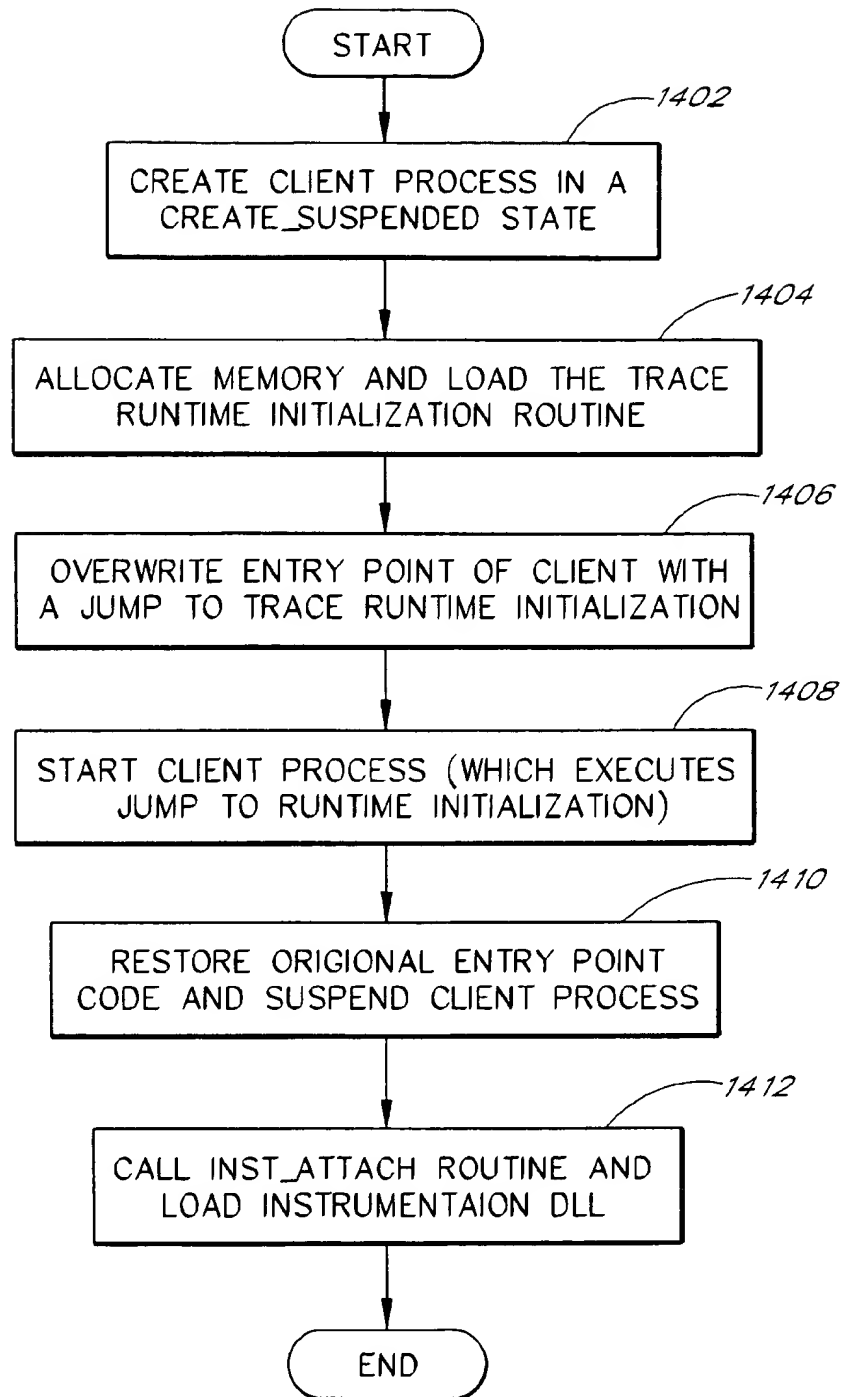 START
1402
CREATE CLIENT PROCESS IN A
CREATE_SUSPENDED STATE
1404
ALLOCATE MEMORY AND LOAD THE TRACE
RUNTIME INITIALIZATION ROUTINE
1406
OVERWRITE ENTRY POINT OF CLIENT WITH
A JUMP TO TRACE RUNTIME INITIALIZATION
1408
START CLIENT PROCESS (WHICH EXECUTES
JUMP TO RUNTIME INITIALIZATION)
1410
RESTORE ORIGIONAL ENTRY POINT
CODE AND SUSPEND CLIENT PROCESS
1412
CALL INST_ATTACH ROUTINE AND
LOAD INSTRUMENTAION DLL
END